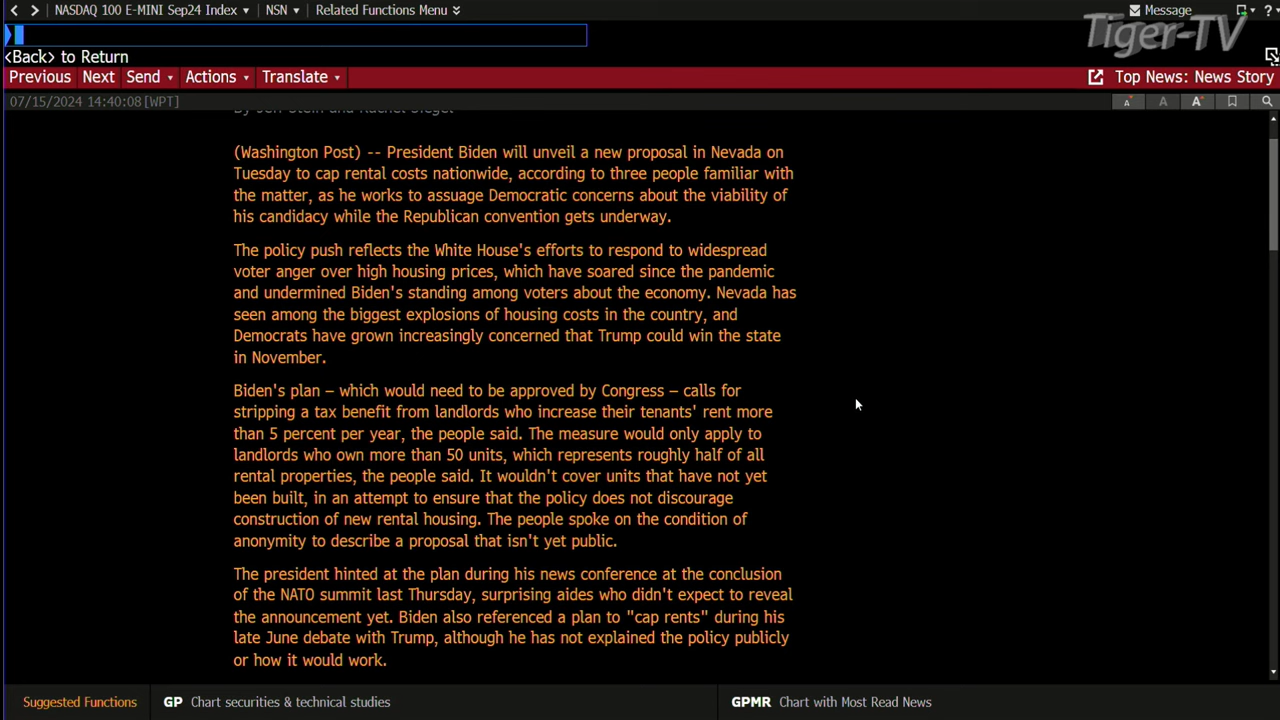 NASDAQ 100 E-MINI Sep24 Index NSN Related Functions Menu Message ?
Tiger-TV
<Back> to Return
Previous Next Send Actions Translate Top News: News Story
07/15/2024 14:40:08[WPT] A A A
By Jeff Stein and Rachel Siegel
(Washington Post) -- President Biden will unveil a new proposal in Nevada on
Tuesday to cap rental costs nationwide, according to three people familiar with
the matter, as he works to assuage Democratic concerns about the viability of
his candidacy while the Republican convention gets underway.
The policy push reflects the White House's efforts to respond to widespread
voter anger over high housing prices, which have soared since the pandemic
and undermined Biden's standing among voters about the economy. Nevada has
seen among the biggest explosions of housing costs in the country, and
Democrats have grown increasingly concerned that Trump could win the state
in November.
Biden's plan — which would need to be approved by Congress — calls for
stripping a tax benefit from landlords who increase their tenants' rent more
than 5 percent per year, the people said. The measure would only apply to
landlords who own more than 50 units, which represents roughly half of all
rental properties, the people said. It wouldn't cover units that have not yet
been built, in an attempt to ensure that the policy does not discourage
construction of new rental housing. The people spoke on the condition of
anonymity to describe a proposal that isn't yet public.
The president hinted at the plan during his news conference at the conclusion
of the NATO summit last Thursday, surprising aides who didn't expect to reveal
the announcement yet. Biden also referenced a plan to "cap rents" during his
late June debate with Trump, although he has not explained the policy publicly
or how it would work.
Suggested Functions GP Chart securities & technical studies GPMR Chart with Most Read News